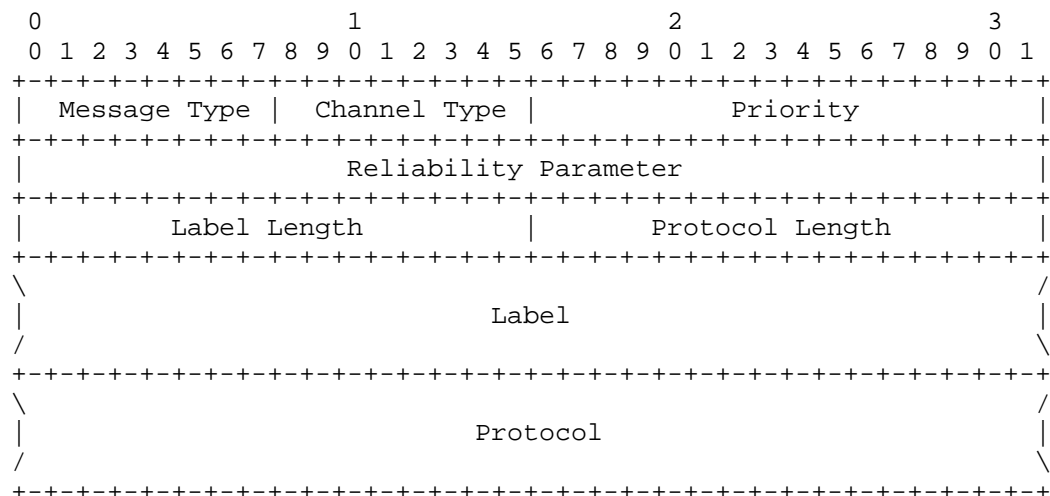 0                   1                   2                   3
 0 1 2 3 4 5 6 7 8 9 0 1 2 3 4 5 6 7 8 9 0 1 2 3 4 5 6 7 8 9 0 1
+-+-+-+-+-+-+-+-+-+-+-+-+-+-+-+-+-+-+-+-+-+-+-+-+-+-+-+-+-+-+-+-+
|  Message Type |  Channel Type |            Priority           |
+-+-+-+-+-+-+-+-+-+-+-+-+-+-+-+-+-+-+-+-+-+-+-+-+-+-+-+-+-+-+-+-+
|                    Reliability Parameter                      |
+-+-+-+-+-+-+-+-+-+-+-+-+-+-+-+-+-+-+-+-+-+-+-+-+-+-+-+-+-+-+-+-+
|         Label Length          |       Protocol Length         |
+-+-+-+-+-+-+-+-+-+-+-+-+-+-+-+-+-+-+-+-+-+-+-+-+-+-+-+-+-+-+-+-+
\                                                               /
|                             Label                             |
/                                                               \
+-+-+-+-+-+-+-+-+-+-+-+-+-+-+-+-+-+-+-+-+-+-+-+-+-+-+-+-+-+-+-+-+
\                                                               /
|                            Protocol                           |
/                                                               \
+-+-+-+-+-+-+-+-+-+-+-+-+-+-+-+-+-+-+-+-+-+-+-+-+-+-+-+-+-+-+-+-+